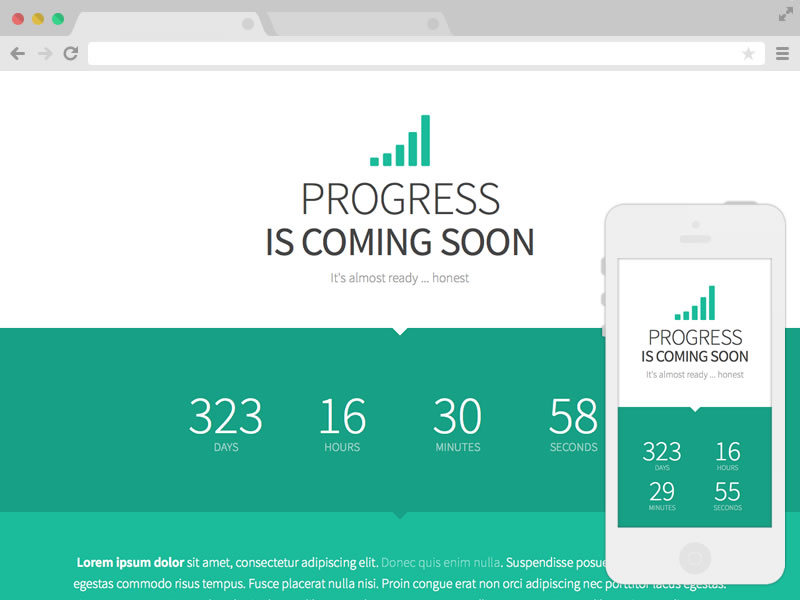 PROGRESS
IS COMING SOON
It's almost ready ... honest
323 16 30 58
DAYS HOURS MINUTES SECONDS
Lorem ipsum dolor sit amet, consectetur adipiscing elit. Donec quis enim nulla. Suspendisse
egestas commodo risus tempus. Fusce placerat nulla nisi. Proin congue erat non orci adipiscing nec porttitor lacus egestas.
PROGRESS
IS COMING SOON
It's almost ready ... honest
323 16
DAYS HOURS
29 55
MINUTES SECONDS